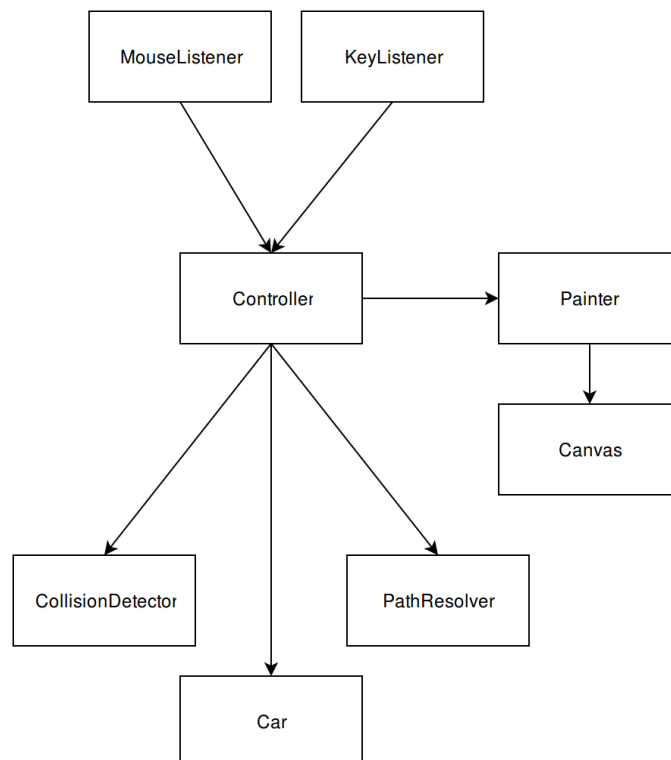 MouseListener
KeyListener
Controller
Painter
Canvas
CollisionDetector
PathResolver
Car